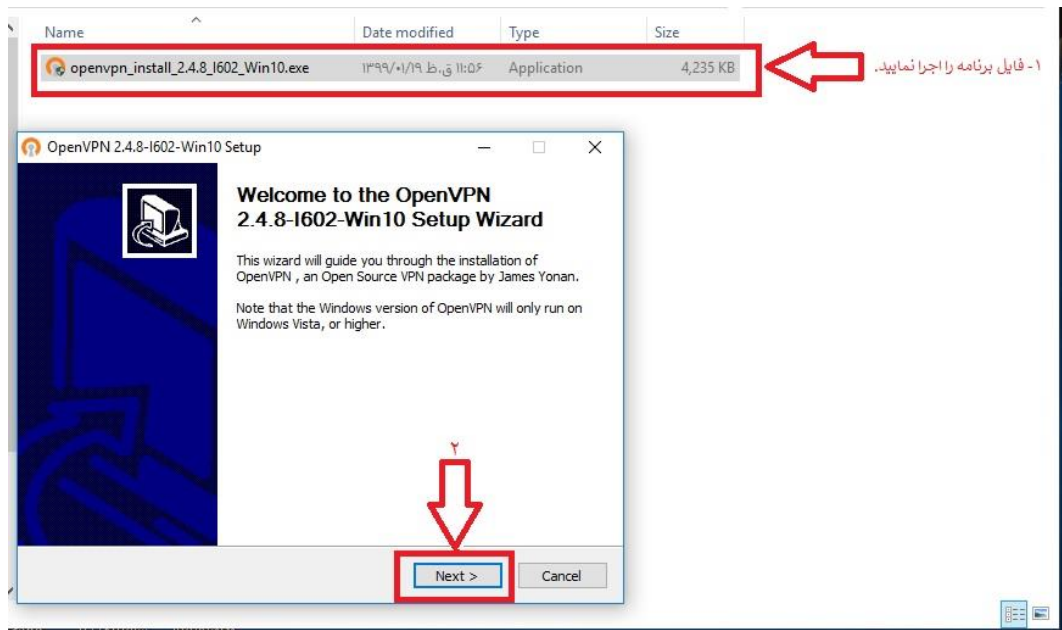 Name Date modified Type Size
openvpn_install_2.4.8_I602_Win10.exe ۱۳۹۹/۰۱/۱۹ ق.ظ ۱۱:۵۶ Application 4,235 KB
۱- فایل برنامه را اجرا نمایید.
OpenVPN 2.4.8-I602-Win10 Setup
Welcome to the OpenVPN
2.4.8-I602-Win10 Setup Wizard
This wizard will guide you through the installation of
OpenVPN , an Open Source VPN package by James Yonan.
Note that the Windows version of OpenVPN will only run on
Windows Vista, or higher.
۲
Next > Cancel